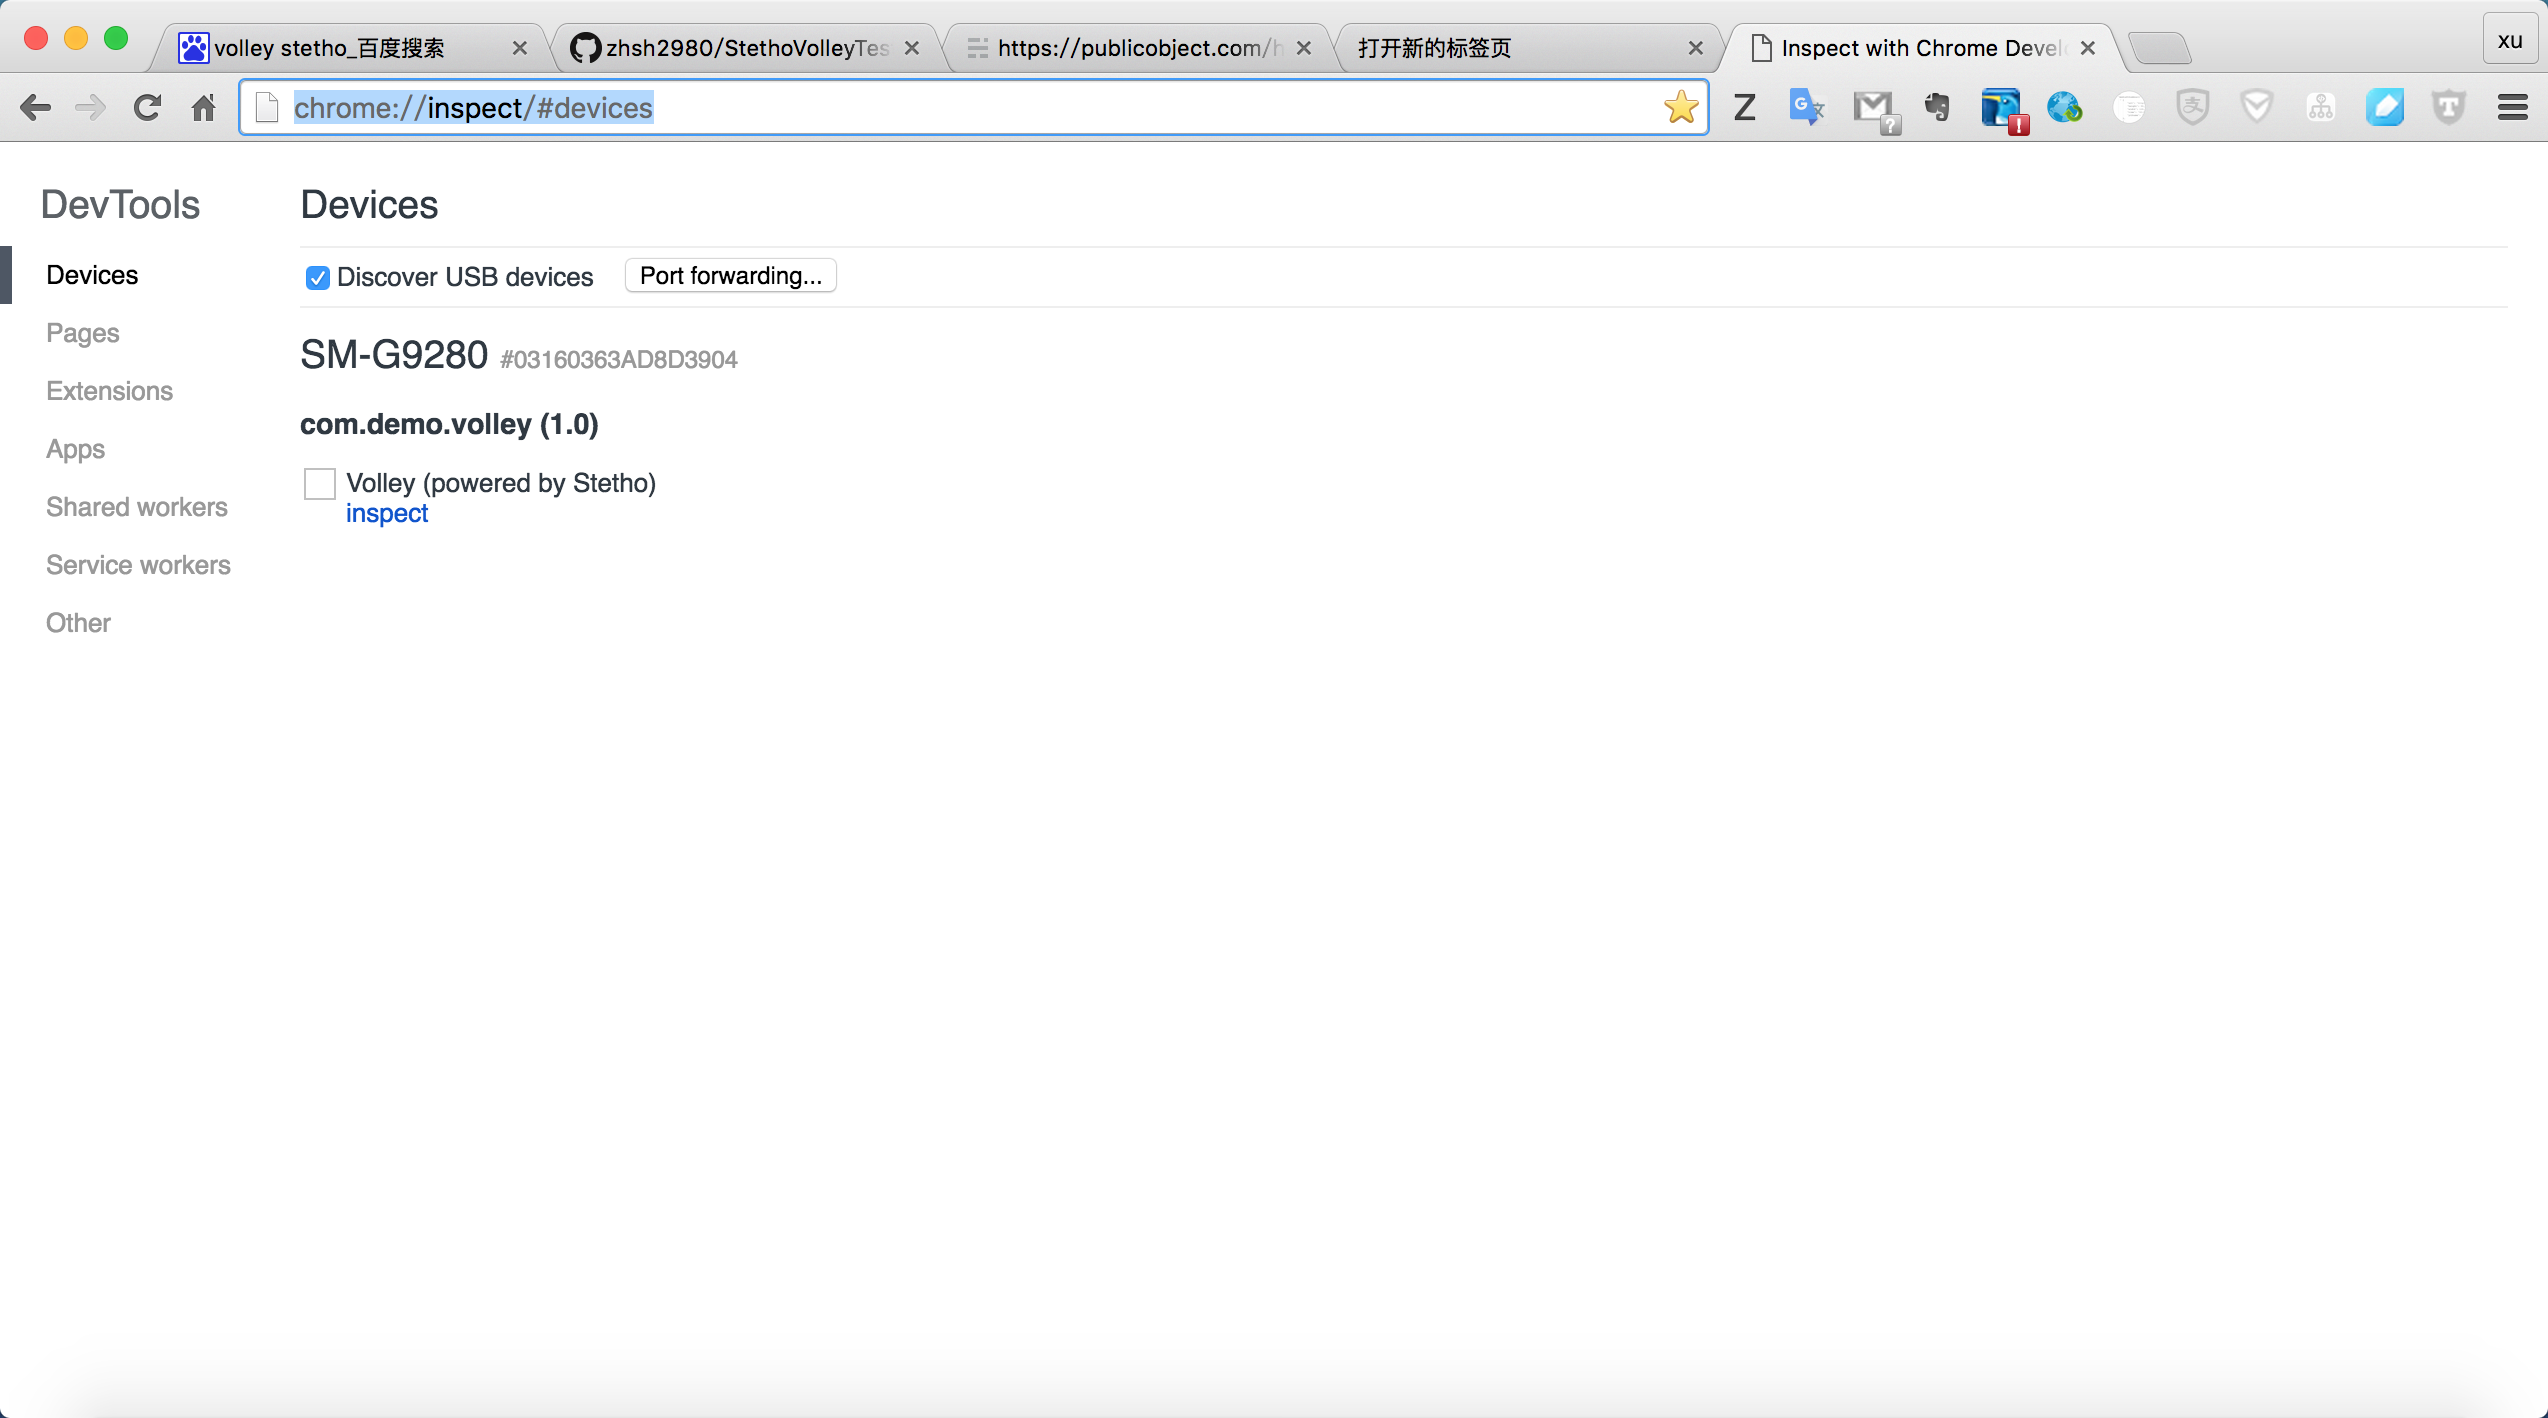 volley stetho_百度搜索
zhsh2980/StethoVolleyTes
https://publicobject.com/h
打开新的标签页
Inspect with Chrome Devel
xu
chrome://inspect/#devices
DevTools
Devices
Pages
Extensions
Apps
Shared workers
Service workers
Other
Devices
Discover USB devices
Port forwarding...
SM-G9280 #03160363AD8D3904
com.demo.volley (1.0)
Volley (powered by Stetho)
inspect